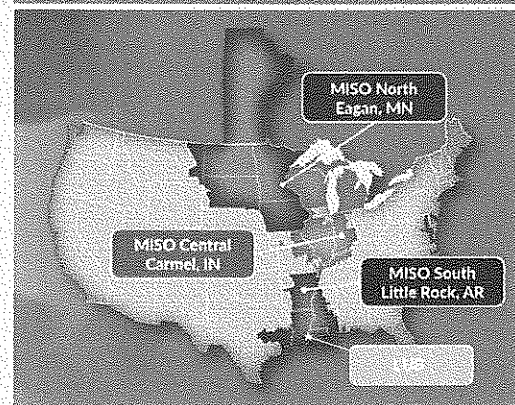 MISO North
Eagan, MN
MISO Central
Carmel, IN
MISO South
Little Rock, AR